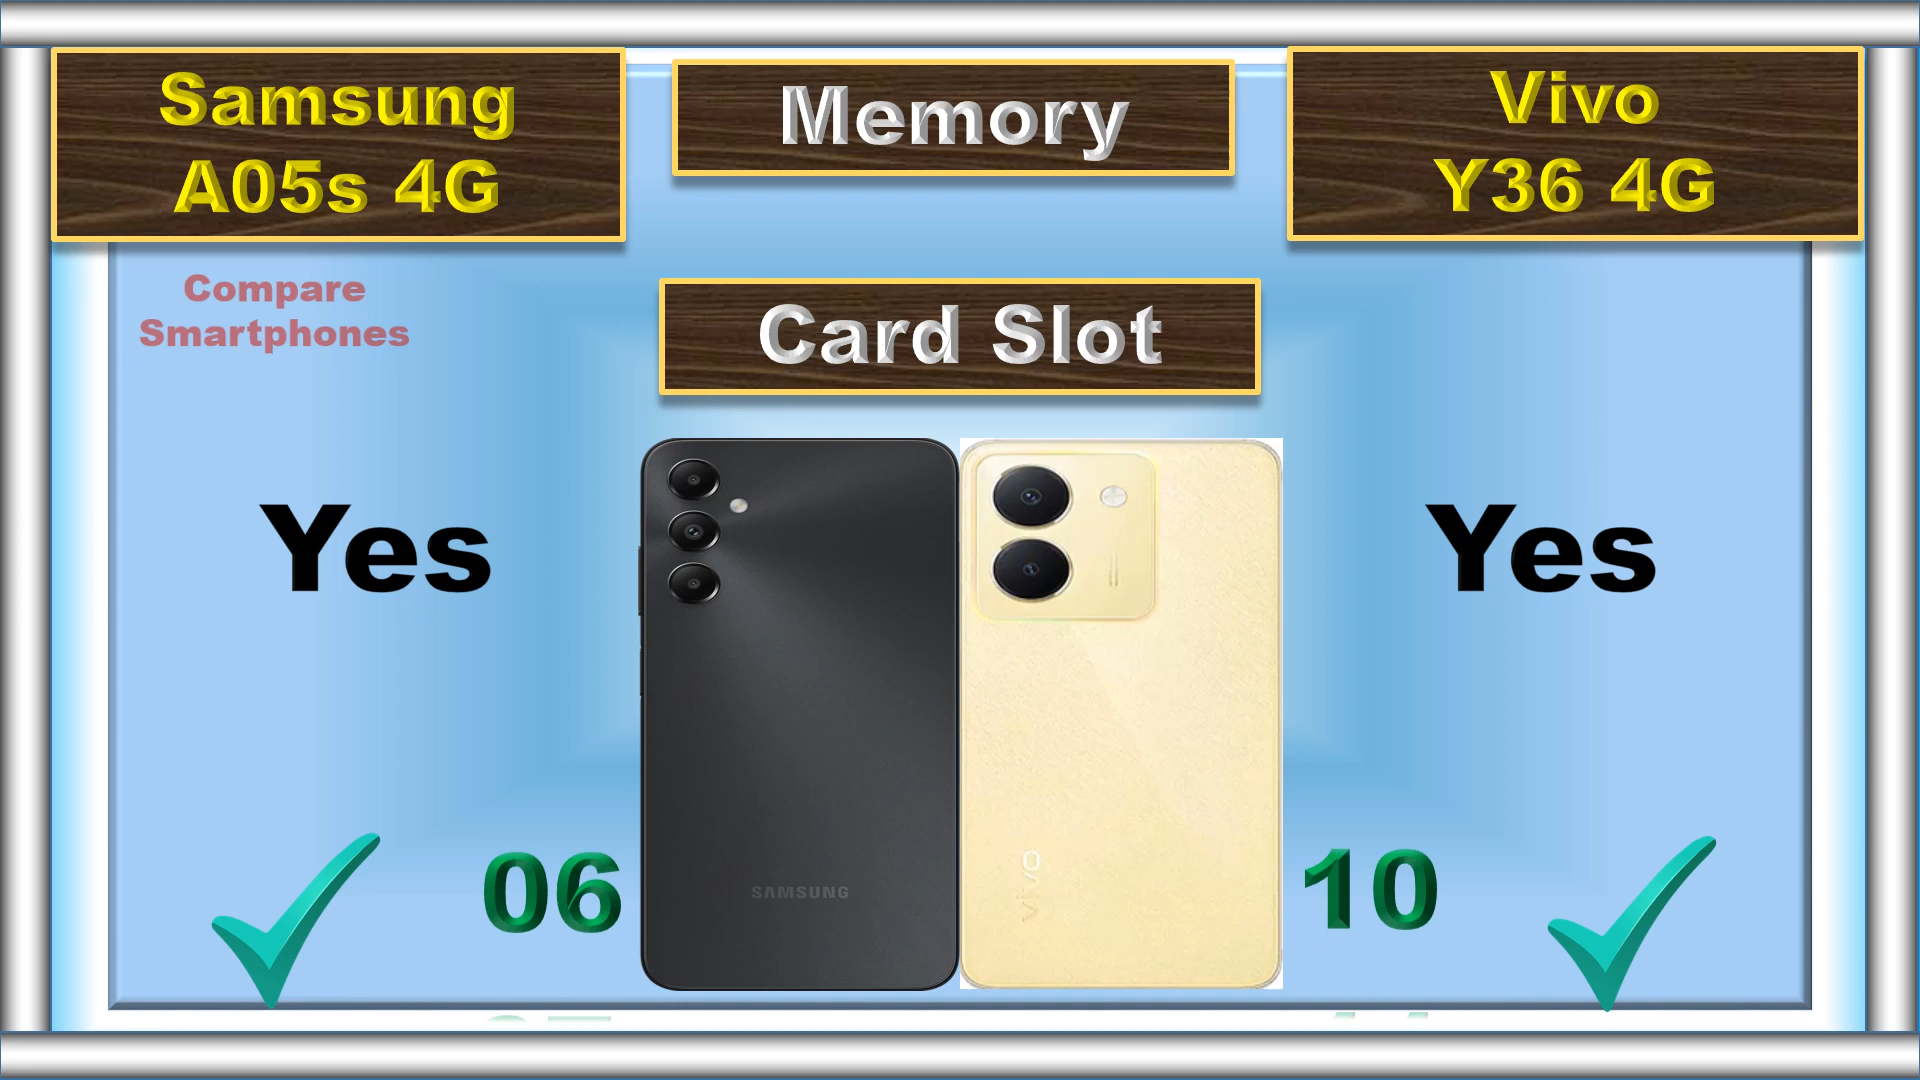 Samsung
A05s 4G
Memory
Vivo
Y36 4G
Compare
Smartphones
Card Slot
Yes
Yes
06
10
SAMSUNG
vivo